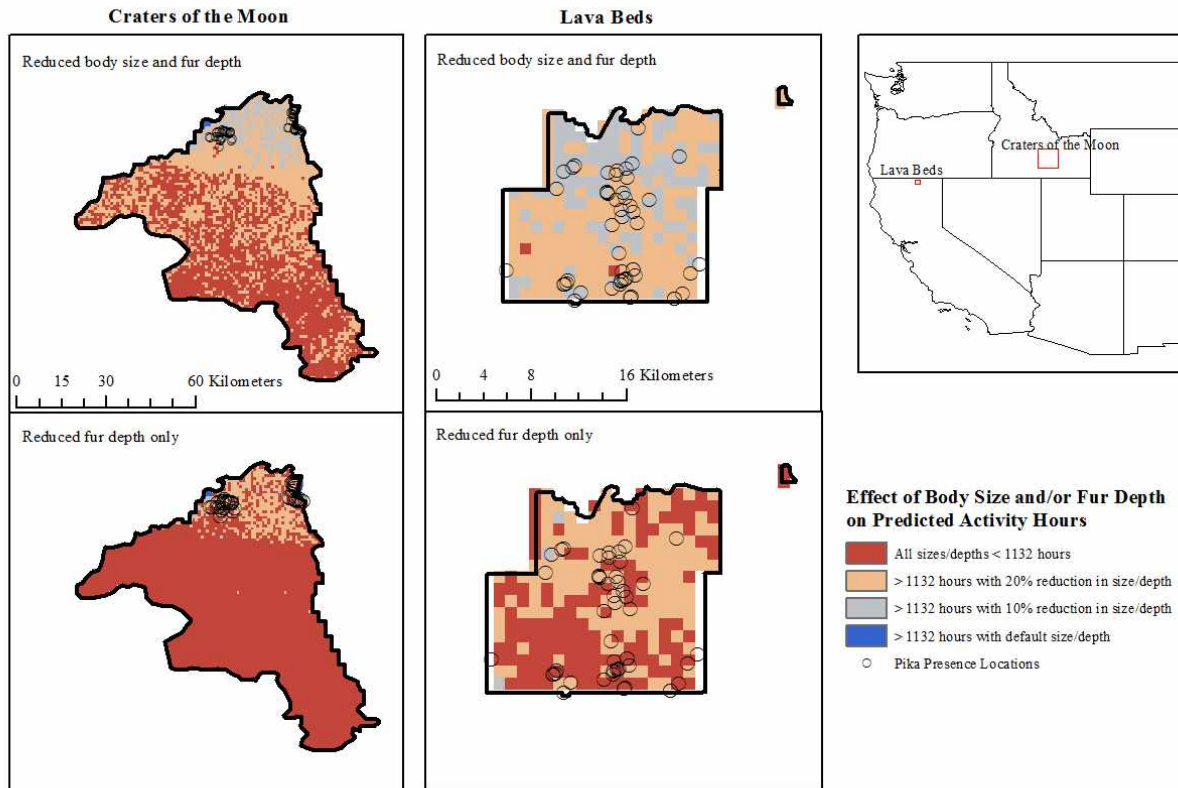 Craters of the Moon
Lava Beds
Reduced body size and fur depth
Reduced body size and fur depth
Craters of the Moon
Lava Beds
0 15 30 60 Kilometers
0 4 8 16 Kilometers
Reduced fur depth only
Reduced fur depth only
Effect of Body Size and/or Fur Depth
on Predicted Activity Hours
All sizes/depths < 1132 hours
> 1132 hours with 20% reduction in size/depth
> 1132 hours with 10% reduction in size/depth
> 1132 hours with default size/depth
Pika Presence Locations